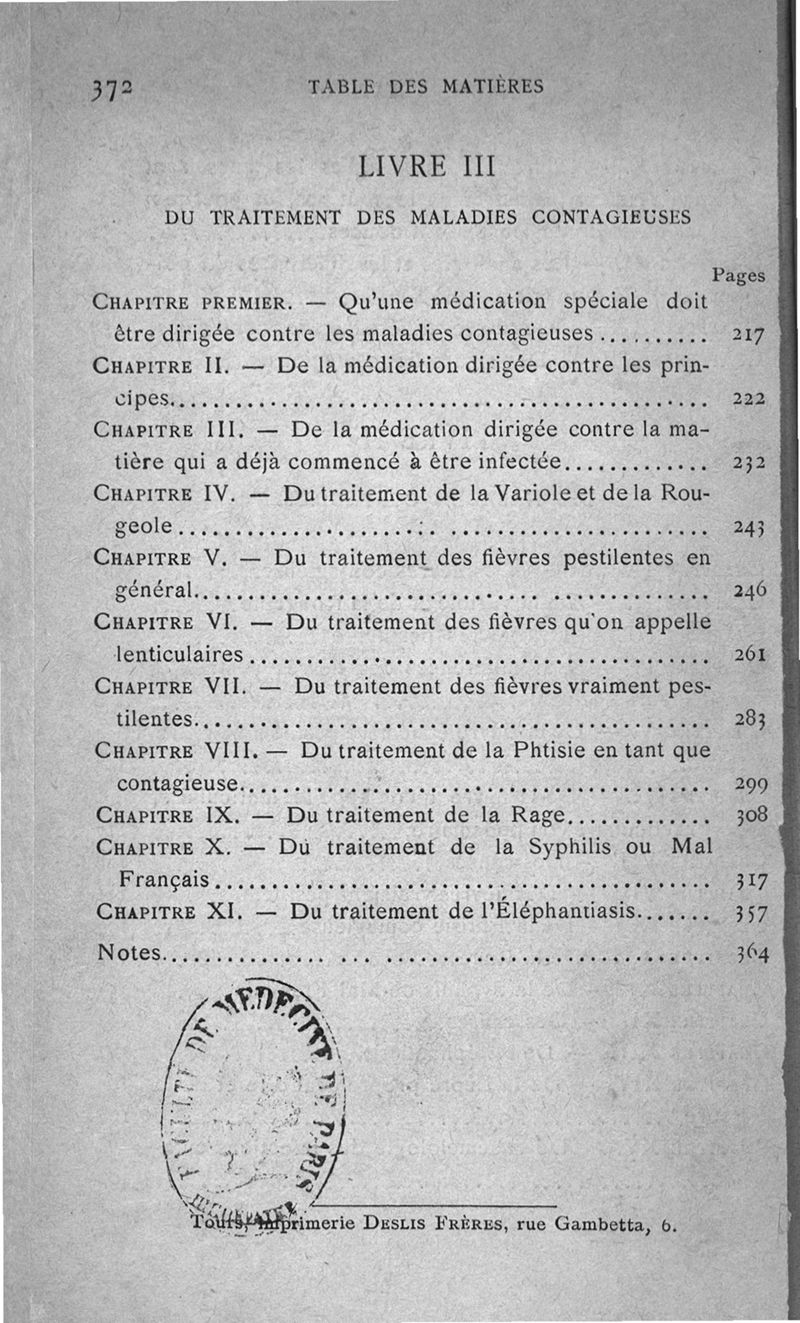 372 TABLE DES MATIÈRES
LIVRE III
DU TRAITEMENT DES MALADIES CONTAGIEUSES
Pages
CHAPITRE PREMIER. — Qu'une médication spéciale doit
être dirigée contre les maladies contagieuses .......... 217
CHAPITRE II. — De la médication dirigée contre les prin-
cipes............................................. 222
CHAPITRE III. — De la médication dirigée contre la ma-
tière qui a déjà commencé à être infectée............. 232
CHAPITRE IV. — Du traitement de la Variole et de la Rou-
geole............................................. 243
CHAPITRE V. — Du traitement des fièvres pestilentes en
général............................................. 246
CHAPITRE VI. — Du traitement des fièvres qu'on appelle
lenticulaires............................................. 261
CHAPITRE VII. — Du traitement des fièvres vraiment pes-
tilentes............................................. 283
CHAPITRE VIII. — Du traitement de la Phtisie en tant que
contagieuse............................................. 299
CHAPITRE IX. — Du traitement de la Rage............. 308
CHAPITRE X. — Du traitement de la Syphilis ou Mal
Français............................................. 317
CHAPITRE XI. — Du traitement de l'Éléphantiasis....... 357
Notes............................................. 364
FACULTÉ DE MEDECINE DE PARIS
Tours, Imprimerie DESLIS FRÈRES, rue Gambetta, 6.